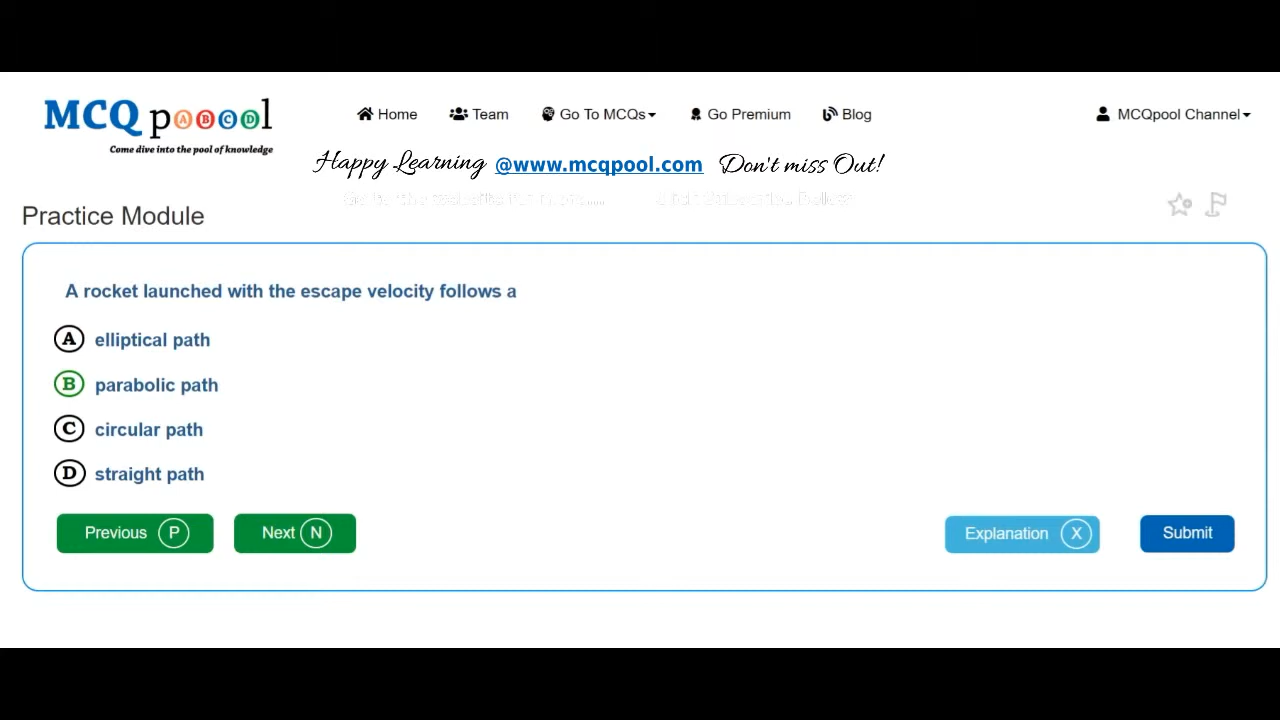 MCQ pooool
Come dive into the pool of knowledge
Home Team Go To MCQs Go Premium Blog MCQpool Channel
Happy Learning @www.mcqpool.com Don't miss Out!
Practice Module
A rocket launched with the escape velocity follows a
A elliptical path
B parabolic path
C circular path
D straight path
Previous P Next N Explanation X Submit